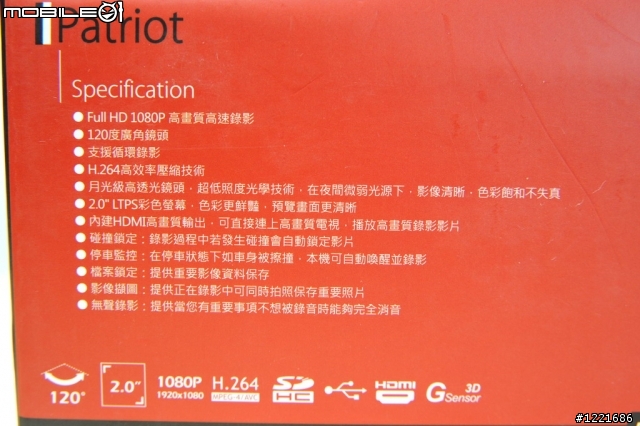 MOBILE01
Patriot
Specification
● Full HD 1080P 高畫質高速錄影
● 120度廣角鏡頭
● 支援循環錄影
● H.264高效率壓縮技術
● 月光級高透光鏡頭，超低照度光學技術，在夜間微弱光源下，影像清晰，色彩飽和不失真
● 2.0" LTPS彩色螢幕，色彩更鮮豔，預覽畫面更清晰
● 內建HDMI高畫質輸出，可直接連上高畫質電視，播放高畫質錄影影片
● 碰撞鎖定：錄影過程中若發生碰撞會自動鎖定影片
● 停車監控：在停車狀態下如車身被擦撞，本機可自動喚醒並錄影
● 檔案鎖定：提供重要影像資料保存
● 影像擷圖：提供正在錄影中可同時拍照保存重要照片
● 無聲錄影：提供當您有重要事項不想被錄音時能夠完全消音
120°
2.0"
1080P
1920x1080
H.264
MPEG-4/AVC
SD
HC
HDMI
G 3D
Sensor
#1221686